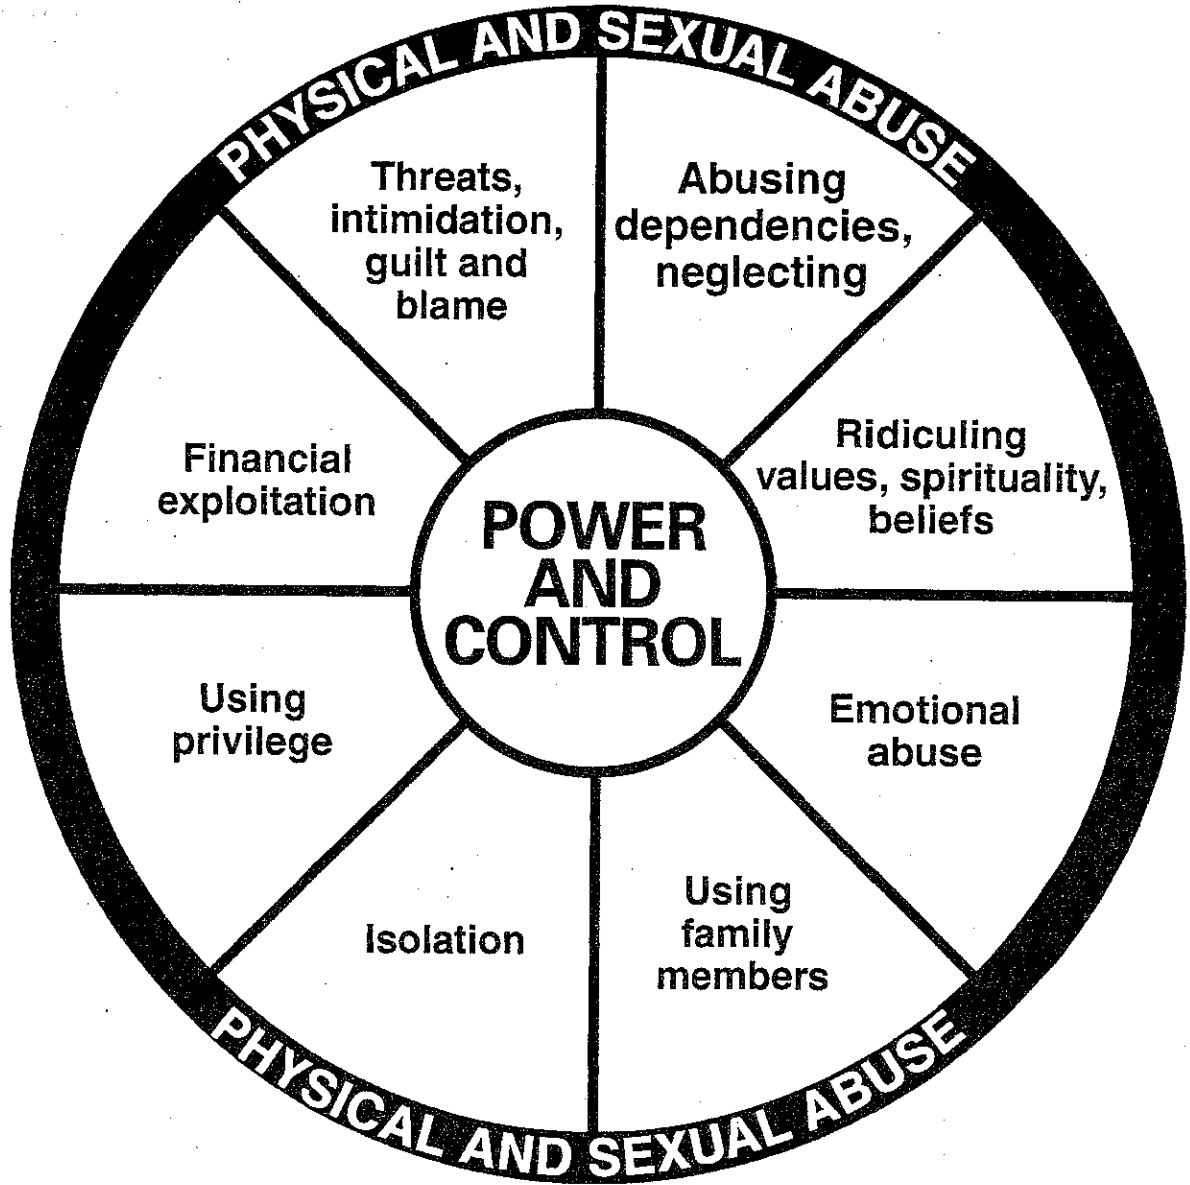 PHYSICAL AND SEXUAL ABUSE
Threats,
intimidation,
guilt and
blame
Abusing
dependencies,
neglecting
Financial
exploitation
Ridiculing
values, spirituality,
beliefs
POWER
AND
CONTROL
Using
privilege
Emotional
abuse
Isolation
Using
family
members
PHYSICAL AND SEXUAL ABUSE